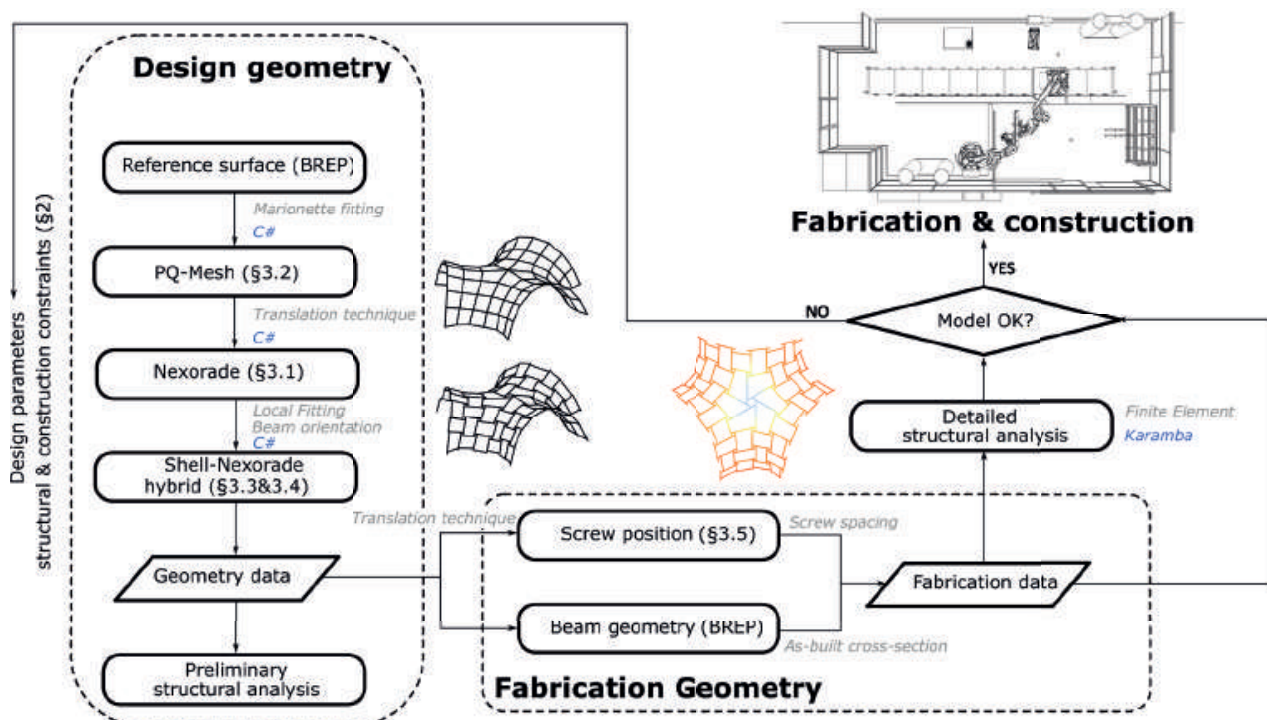 Design geometry
Reference surface (BREP)
Marionette fitting
C#
PQ-Mesh (§3.2)
Translation technique
C#
Nexorade (§3.1)
Local Fitting
Beam orientation
C#
Shell-Nexorade
hybrid (§3.3&3.4)
Geometry data
Preliminary
structural analysis
Design parameters
structural & construction constraints (§2)
Translation technique
Screw position (§3.5)
Screw spacing
Beam geometry (BREP)
As-built cross-section
Fabrication data
Fabrication Geometry
Detailed
structural analysis
Finite Element
Karamba
Model OK?
NO
YES
Fabrication & construction